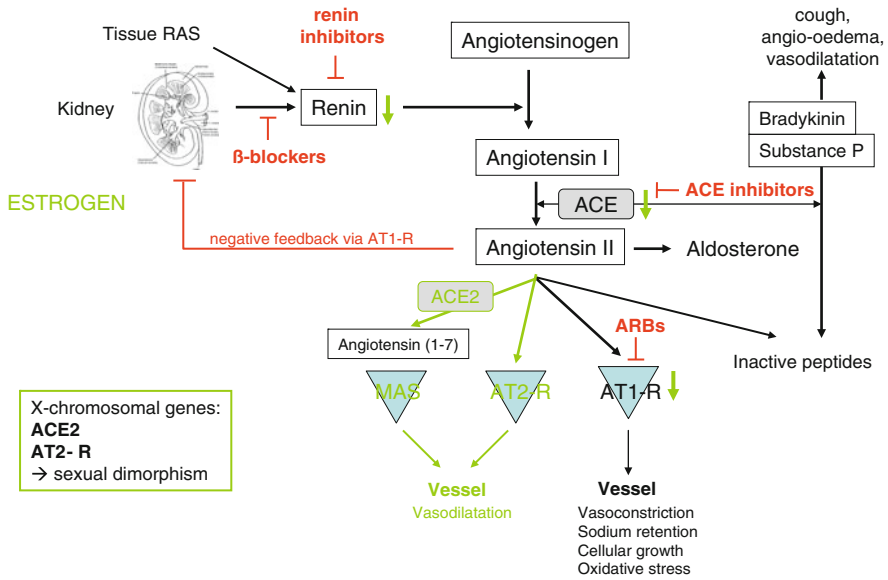 Tissue RAS
renin
inhibitors
Angiotensinogen
cough,
angio-oedema,
vasodilatation
Kidney
Renin
ß-blockers
Bradykinin
Substance P
Angiotensin I
ESTROGEN
ACE
ACE inhibitors
negative feedback via AT1-R
Angiotensin II
Aldosterone
ACE2
ARBs
Angiotensin (1-7)
Inactive peptides
MAS
AT2-R
AT1-R
X-chromosomal genes:
ACE2
AT2- R
→ sexual dimorphism
Vessel
Vasodilatation
Vessel
Vasoconstriction
Sodium retention
Cellular growth
Oxidative stress